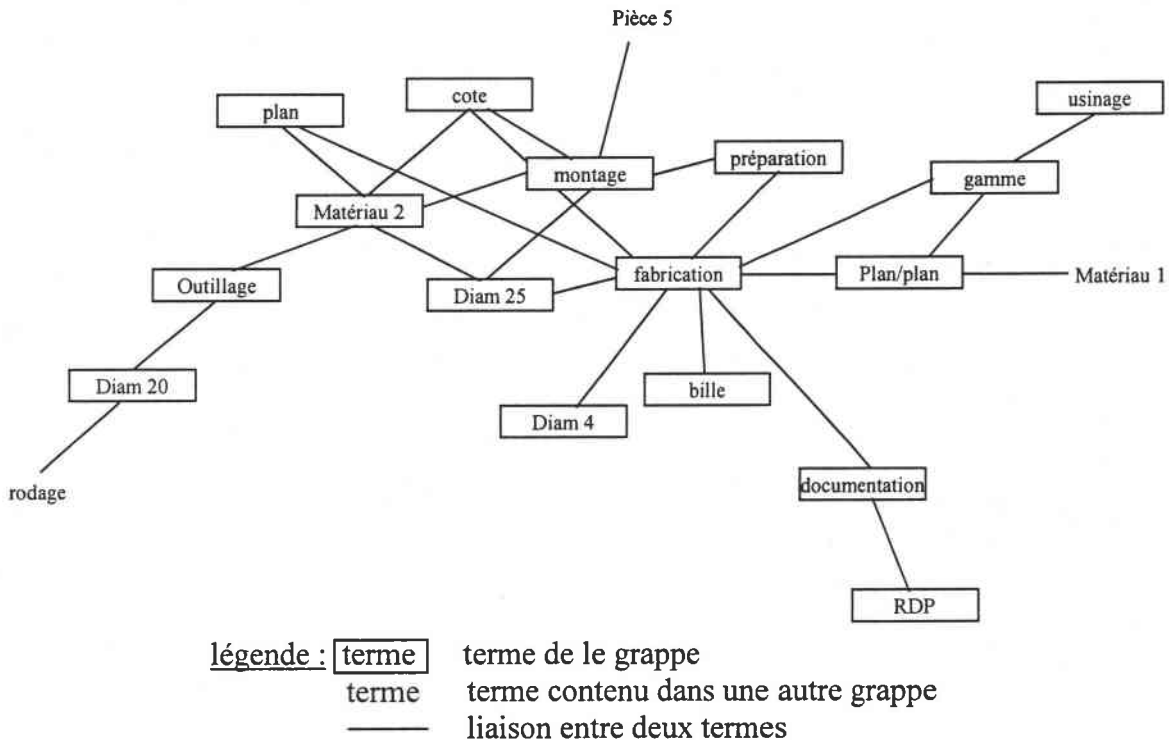 Pièce 5
cote
usinage
plan
préparation
montage
gamme
Matériau 2
fabrication
Plan/plan
Matériau 1
Outillage
Diam 25
Diam 20
bille
Diam 4
rodage
documentation
RDP
légende : terme terme de le grappe
terme terme contenu dans une autre grappe
liaison entre deux termes